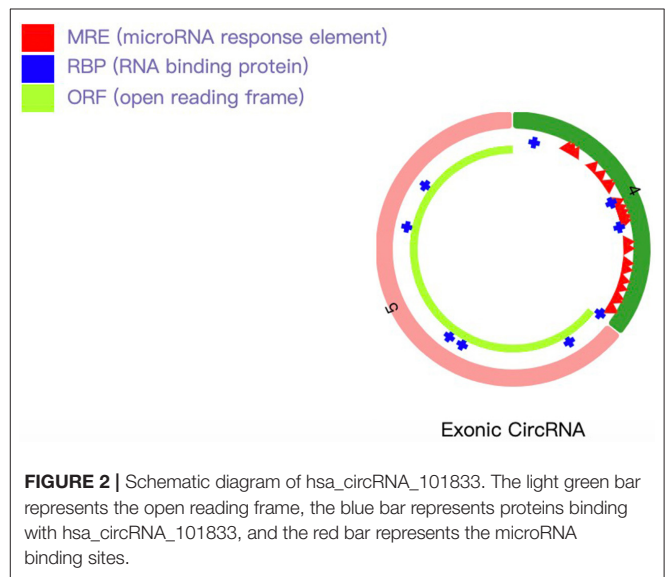 MRE (microRNA response element)
RBP (RNA binding protein)
ORF (open reading frame)
4
5
Exonic CircRNA
FIGURE 2 | Schematic diagram of hsa_circRNA_101833. The light green bar
represents the open reading frame, the blue bar represents proteins binding
with hsa_circRNA_101833, and the red bar represents the microRNA
binding sites.